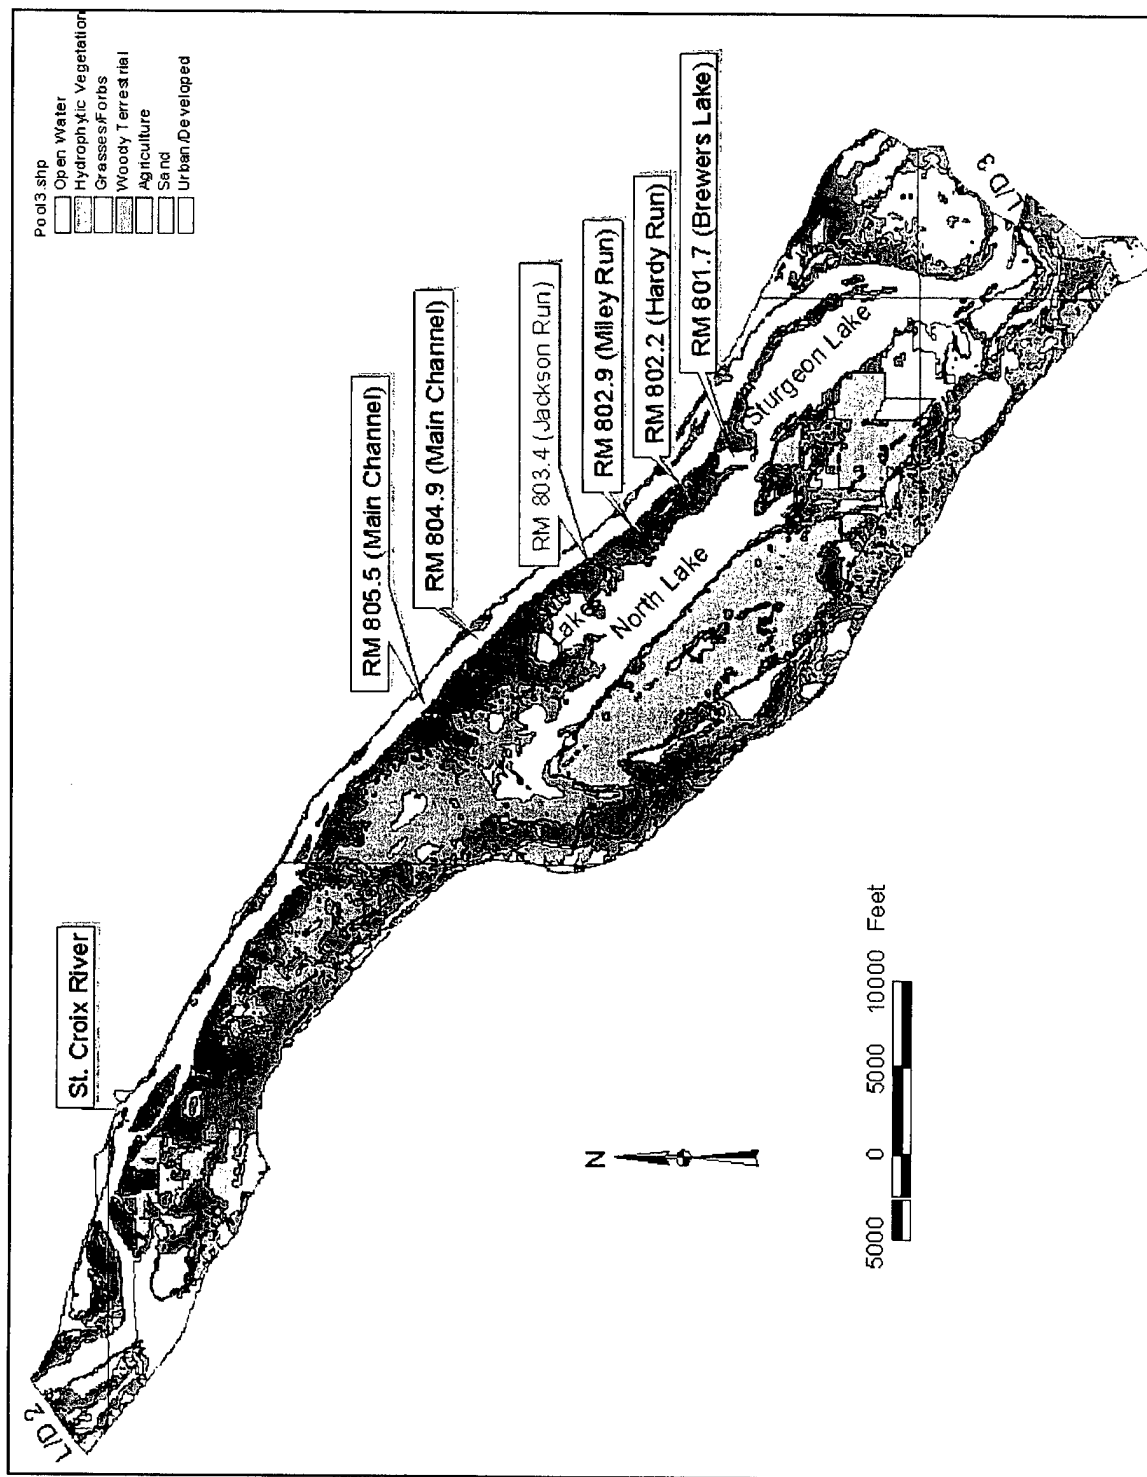 Pool3.shp
Open Water
Hydrophytic Vegetation
Grasses/Forbs
Woody Terrestrial
Agriculture
Sand
Urban/Developed
L/D 2
St. Croix River
RM 805.5 (Main Channel)
RM 804.9 (Main Channel)
RM 803.4 (Jackson Run)
RM 802.9 (Miley Run)
RM 802.2 (Hardy Run)
RM 801.7 (Brewers Lake)
Lake
North Lake
Sturgeon Lake
L/D 3
N
5000 0 5000 10000 Feet